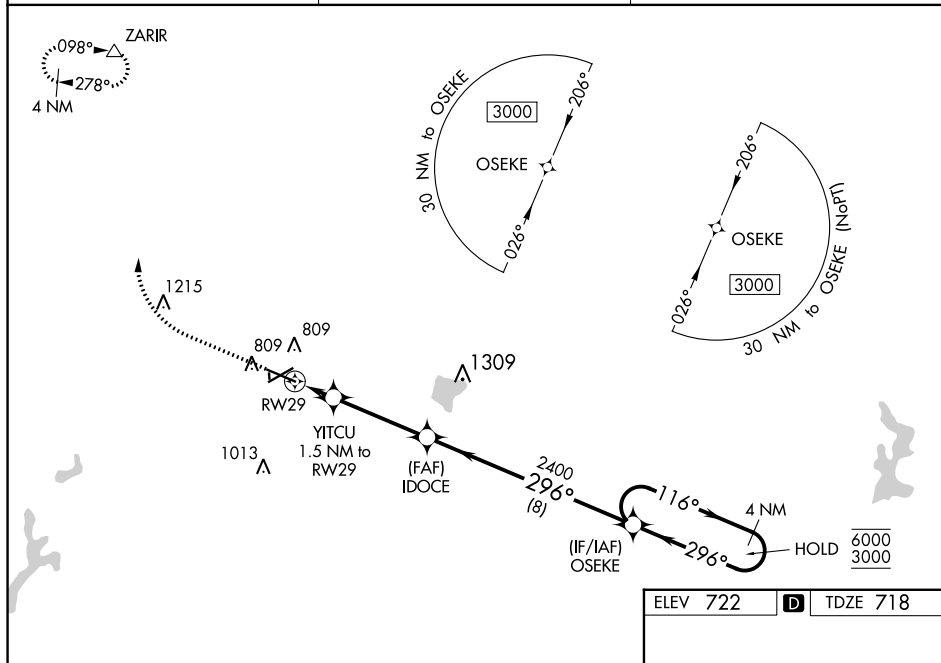 098°
ZARIR
278°
4 NM
30 NM to OSEKE
3000
206°
OSEKE
026°
206°
OSEKE
026°
3000
30 NM to OSEKE (NoPT)
1215
809
809
1309
RW29
YITCU
1.5 NM to
RW29
1013
(FAF)
IDOCE
2400
296°
(8)
116°
4 NM
(IF/IAF)
OSEKE
296°
HOLD
6000
3000
ELEV 722 D TDZE 718